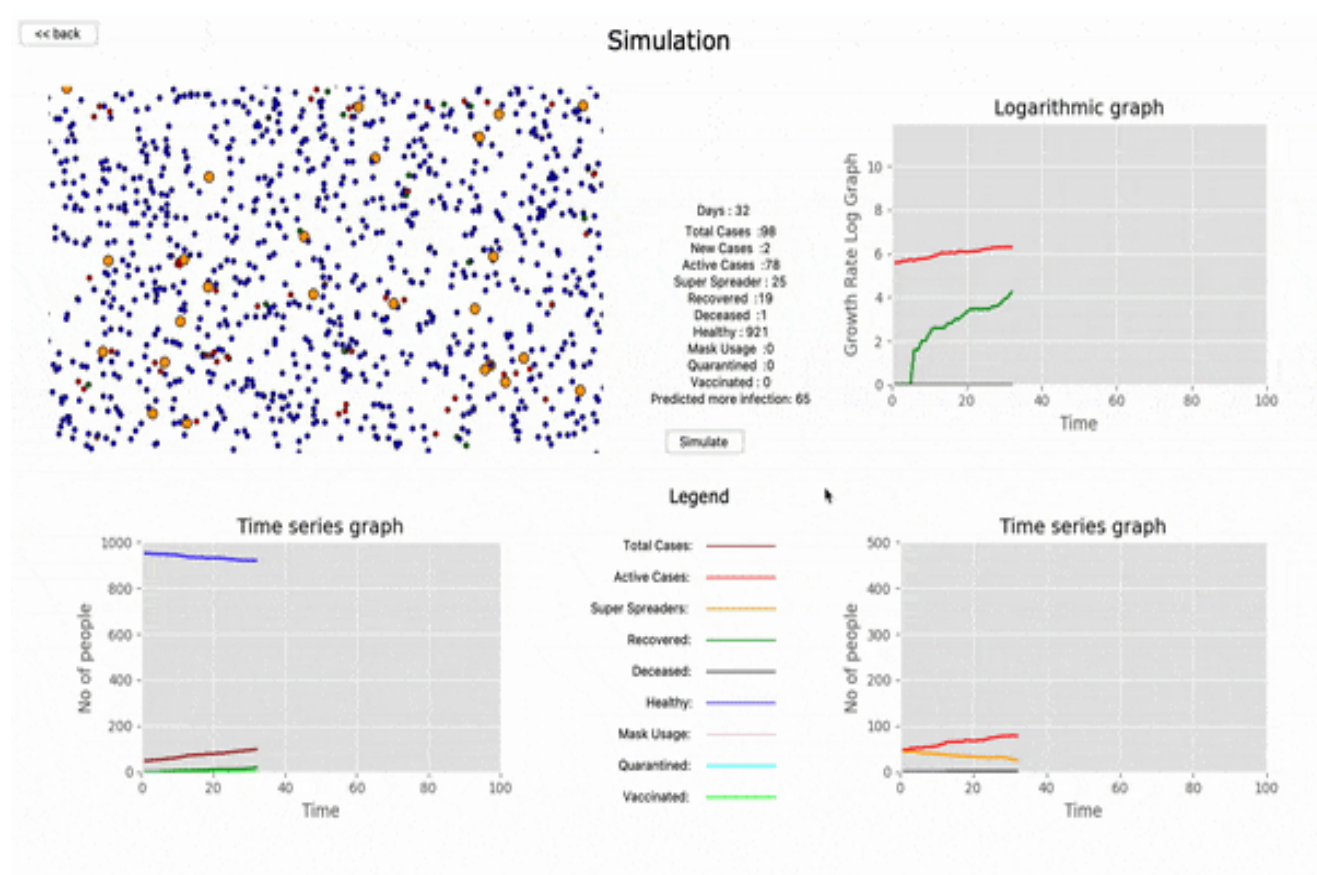 << back
Simulation
Days : 32
Total Cases :98
New Cases :2
Active Cases :78
Super Spreader : 25
Recovered :19
Deceased :1
Healthy : 921
Mask Usage :0
Quarantined :0
Vaccinated : 0
Predicted more infection: 65
Simulate
Logarithmic graph
Growth Rate Log Graph
10
8
6
4
2
0
0 20 40 60 80 100
Time
Time series graph
No of people
1000
800
600
400
200
0
0 20 40 60 80 100
Time
Legend
Total Cases:
Active Cases:
Super Spreaders:
Recovered:
Deceased:
Healthy:
Mask Usage:
Quarantined:
Vaccinated:
Time series graph
No of people
500
400
300
200
100
0
0 20 40 60 80 100
Time